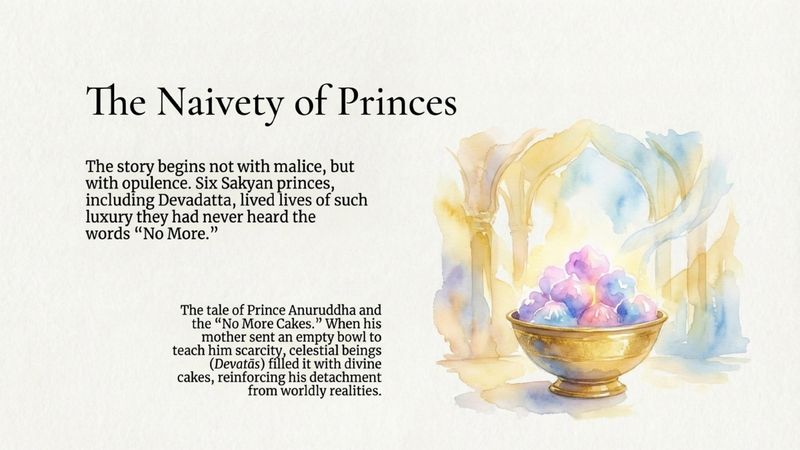 The Naivety of Princes
The story begins not with malice, but
with opulence. Six Sakyan princes,
including Devadatta, lived lives of such
luxury they had never heard the
words “No More.”
The tale of Prince Anuruddha and
the “No More Cakes.” When his
mother sent an empty bowl to
teach him scarcity, celestial beings
(Devatās) filled it with divine
cakes, reinforcing his detachment
from worldly realities.